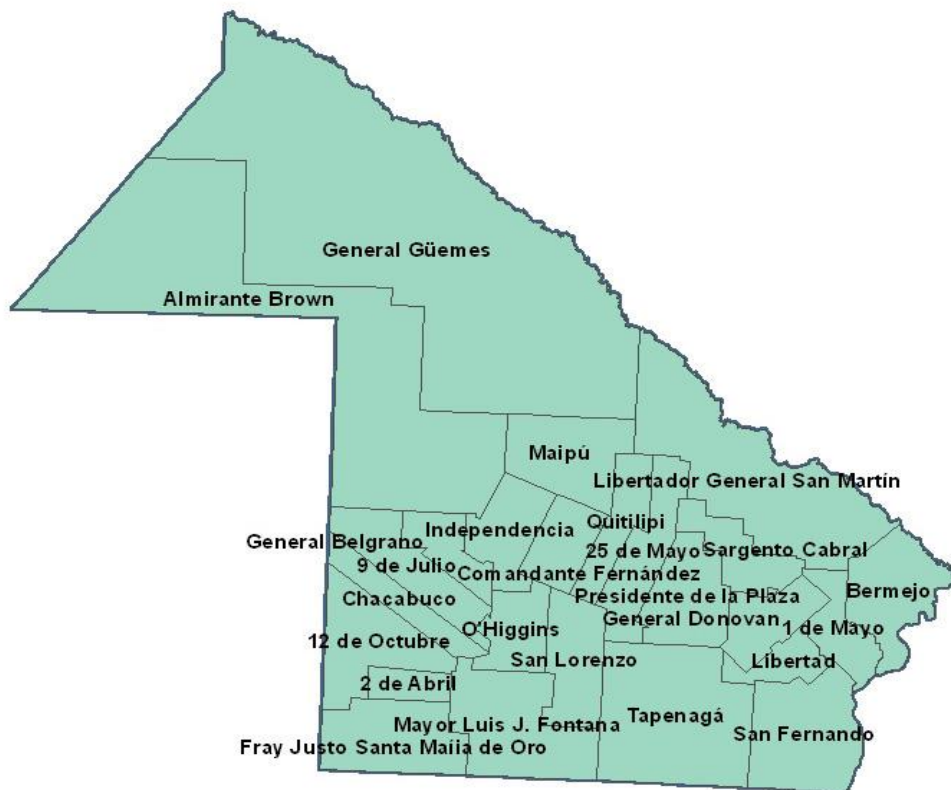 General Güemes
Almirante Brown
Maipú
Libertador General San Martín
Quitilipi
Independencia
General Belgrano
25 de Mayo
Sargento Cabral
9 de Julio
Comandante Fernández
Bermejo
Chacabuco
Presidente de la Plaza
General Donovan
O'Higgins
1 de Mayo
12 de Octubre
San Lorenzo
Libertad
2 de Abril
Tapenagá
Mayor Luis J. Fontana
San Fernando
Fray Justo Santa Maiia de Oro